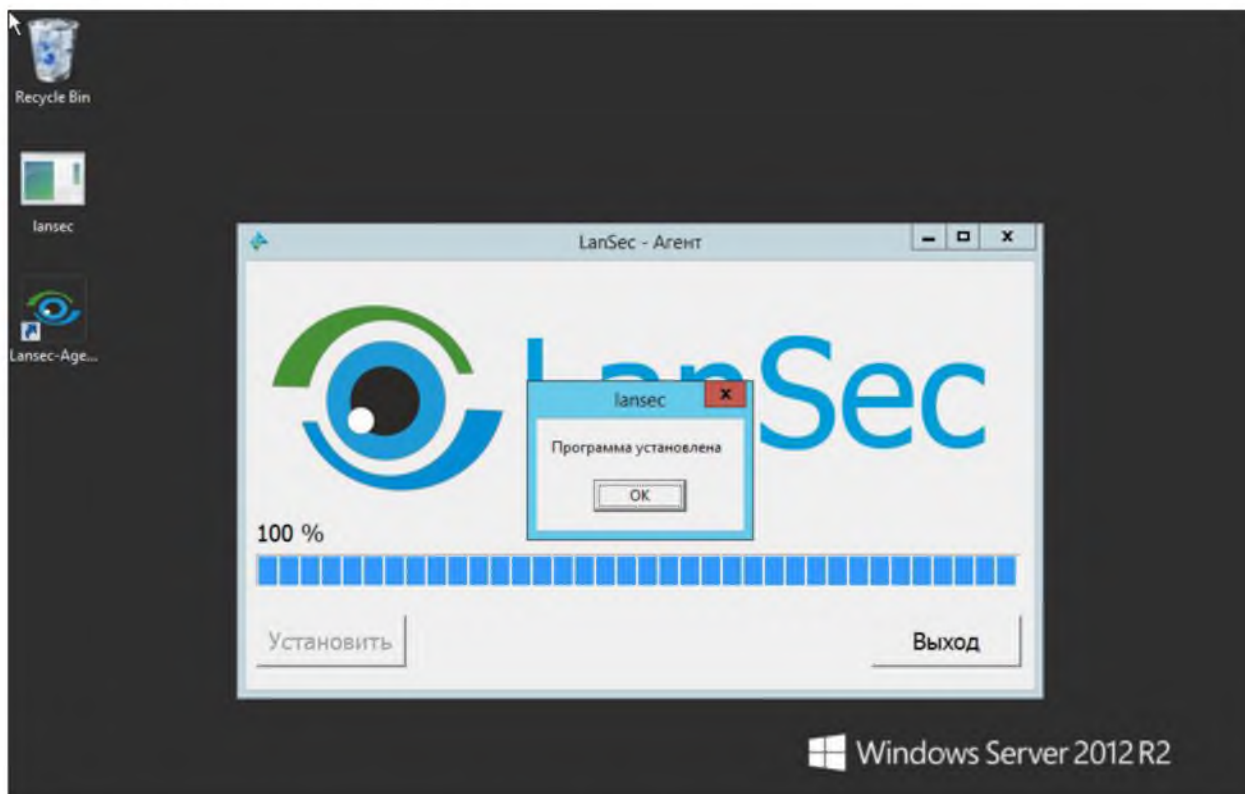 Recycle Bin
lansec
Lansec-Age...
LanSec - Агент
LanSec
lansec
Программа установлена
OK
100 %
Установить
Выход
Windows Server 2012 R2